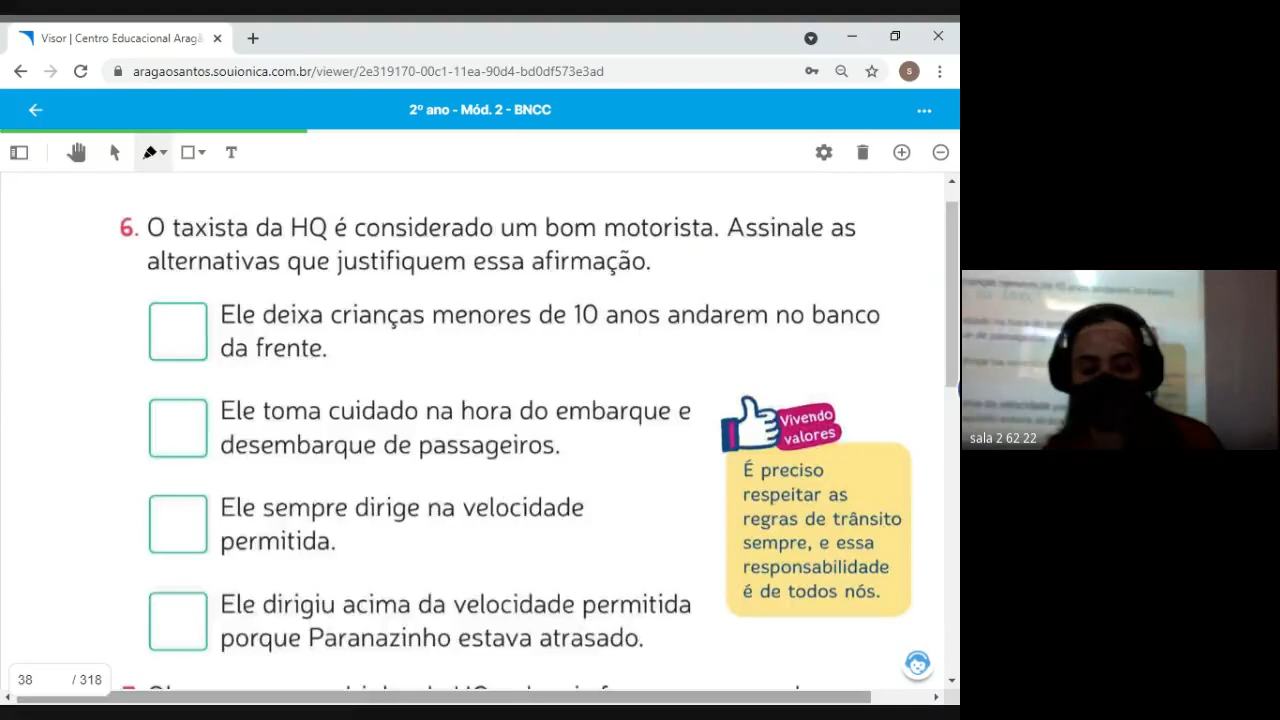 Visor | Centro Educacional Aragã
aragaosantos.souionica.com.br/viewer/2e319170-00c1-11ea-90d4-bd0df573e3ad
S
2º ano - Mód. 2 - BNCC
T
6. O taxista da HQ é considerado um bom motorista. Assinale as
alternativas que justifiquem essa afirmação.
Ele deixa crianças menores de 10 anos andarem no banco
da frente.
Ele toma cuidado na hora do embarque e
desembarque de passageiros.
Ele sempre dirige na velocidade
permitida.
Ele dirigiu acima da velocidade permitida
porque Paranazinho estava atrasado.
Vivendo
valores
É preciso
respeitar as
regras de trânsito
sempre, e essa
responsabilidade
é de todos nós.
38 / 318
sala 2 62 22